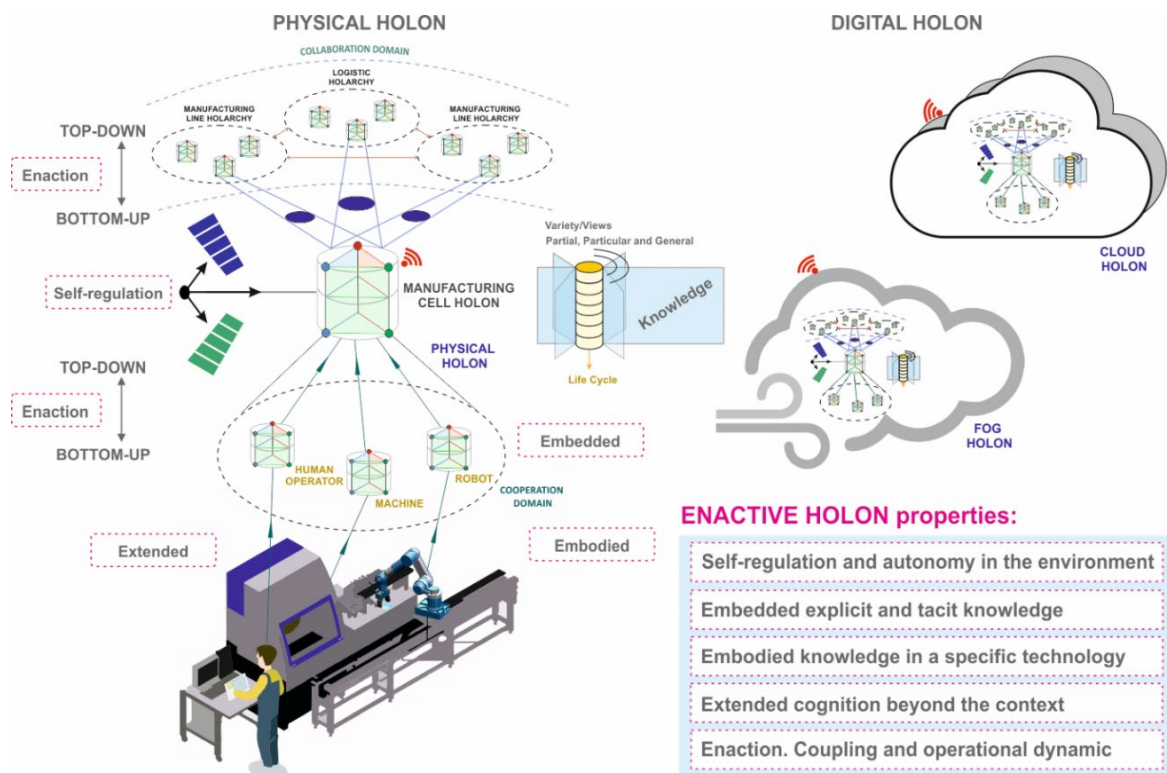 PHYSICAL HOLON
DIGITAL HOLON
COLLABORATION DOMAIN
LOGISTIC
HOLARCHY
MANUFACTURING
LINE HOLARCHY
MANUFACTURING
LINE HOLARCHY
TOP-DOWN
Enaction
BOTTOM-UP
Self-regulation
MANUFACTURING
CELL HOLON
PHYSICAL
HOLON
Variety/Views
Partial, Particular and General
Knowledge
Life Cycle
CLOUD
HOLON
FOG
HOLON
TOP-DOWN
Enaction
BOTTOM-UP
HUMAN
OPERATOR
MACHINE
ROBOT
COOPERATION
DOMAIN
Embedded
Extended
Embodied
ENACTIVE HOLON properties:
Self-regulation and autonomy in the environment
Embedded explicit and tacit knowledge
Embodied knowledge in a specific technology
Extended cognition beyond the context
Enaction. Coupling and operational dynamic